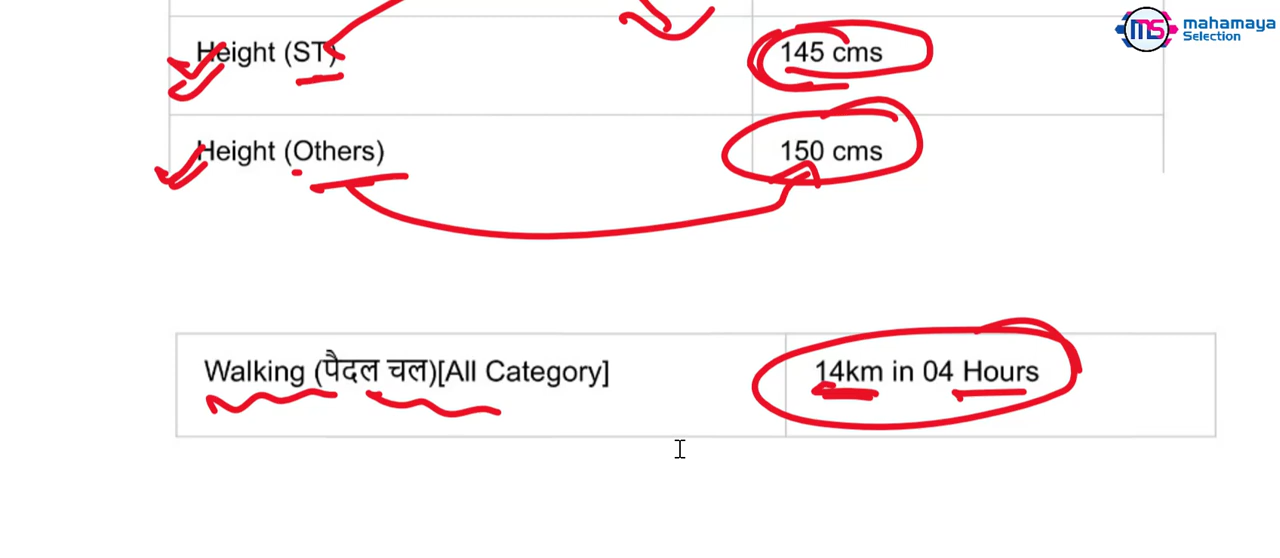 mahamaya
Selection
Height (ST)
145 cms
Height (Others)
150 cms
Walking (पैदल चल)[All Category]
14km in 04 Hours